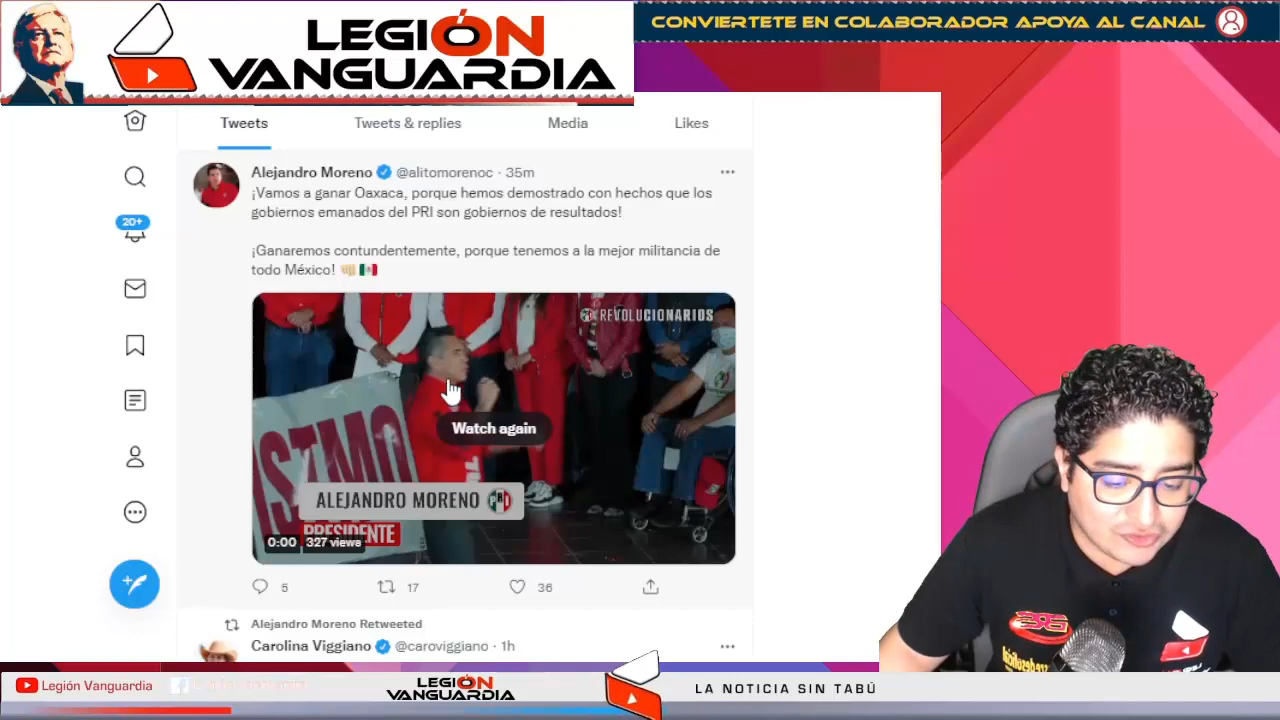 LEGIÓN
VANGUARDIA
CONVIERTETE EN COLABORADOR APOYA AL CANAL
Tweets
Tweets & replies
Media
Likes
20+
Alejandro Moreno @alitomorenoc · 35m
¡Vamos a ganar Oaxaca, porque hemos demostrado con hechos que los
gobiernos emanados del PRI son gobiernos de resultados!
¡Ganaremos contundentemente, porque tenemos a la mejor militancia de
todo México!
REVOLUCIONARIOS
Watch again
ISIMO
ALEJANDRO MORENO PRI
PRESIDENTE
0:00 327 views
5
17
36
Alejandro Moreno Retweeted
Carolina Viggiano @caroviggiano · 1h
Legión Vanguardia
LEGIÓN
VANGUARDIA
LA NOTICIA SIN TABÚ